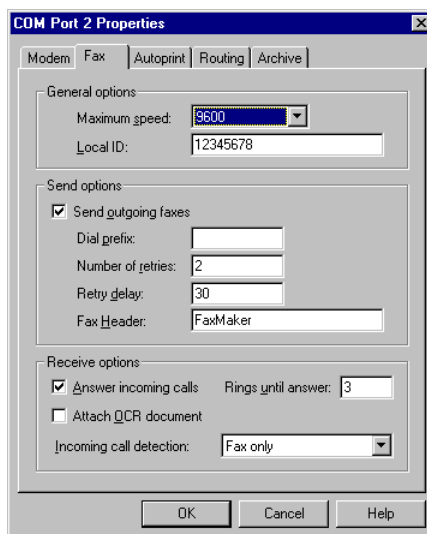 COM Port 2 Properties
Modem Fax Autoprint Routing Archive
General options
Maximum speed: 9600
Local ID: 12345678
Send options
Send outgoing faxes
Dial prefix:
Number of retries: 2
Retry delay: 30
Fax Header: FaxMaker
Receive options
Answer incoming calls Rings until answer: 3
Attach OCR document
Incoming call detection: Fax only
OK Cancel Help